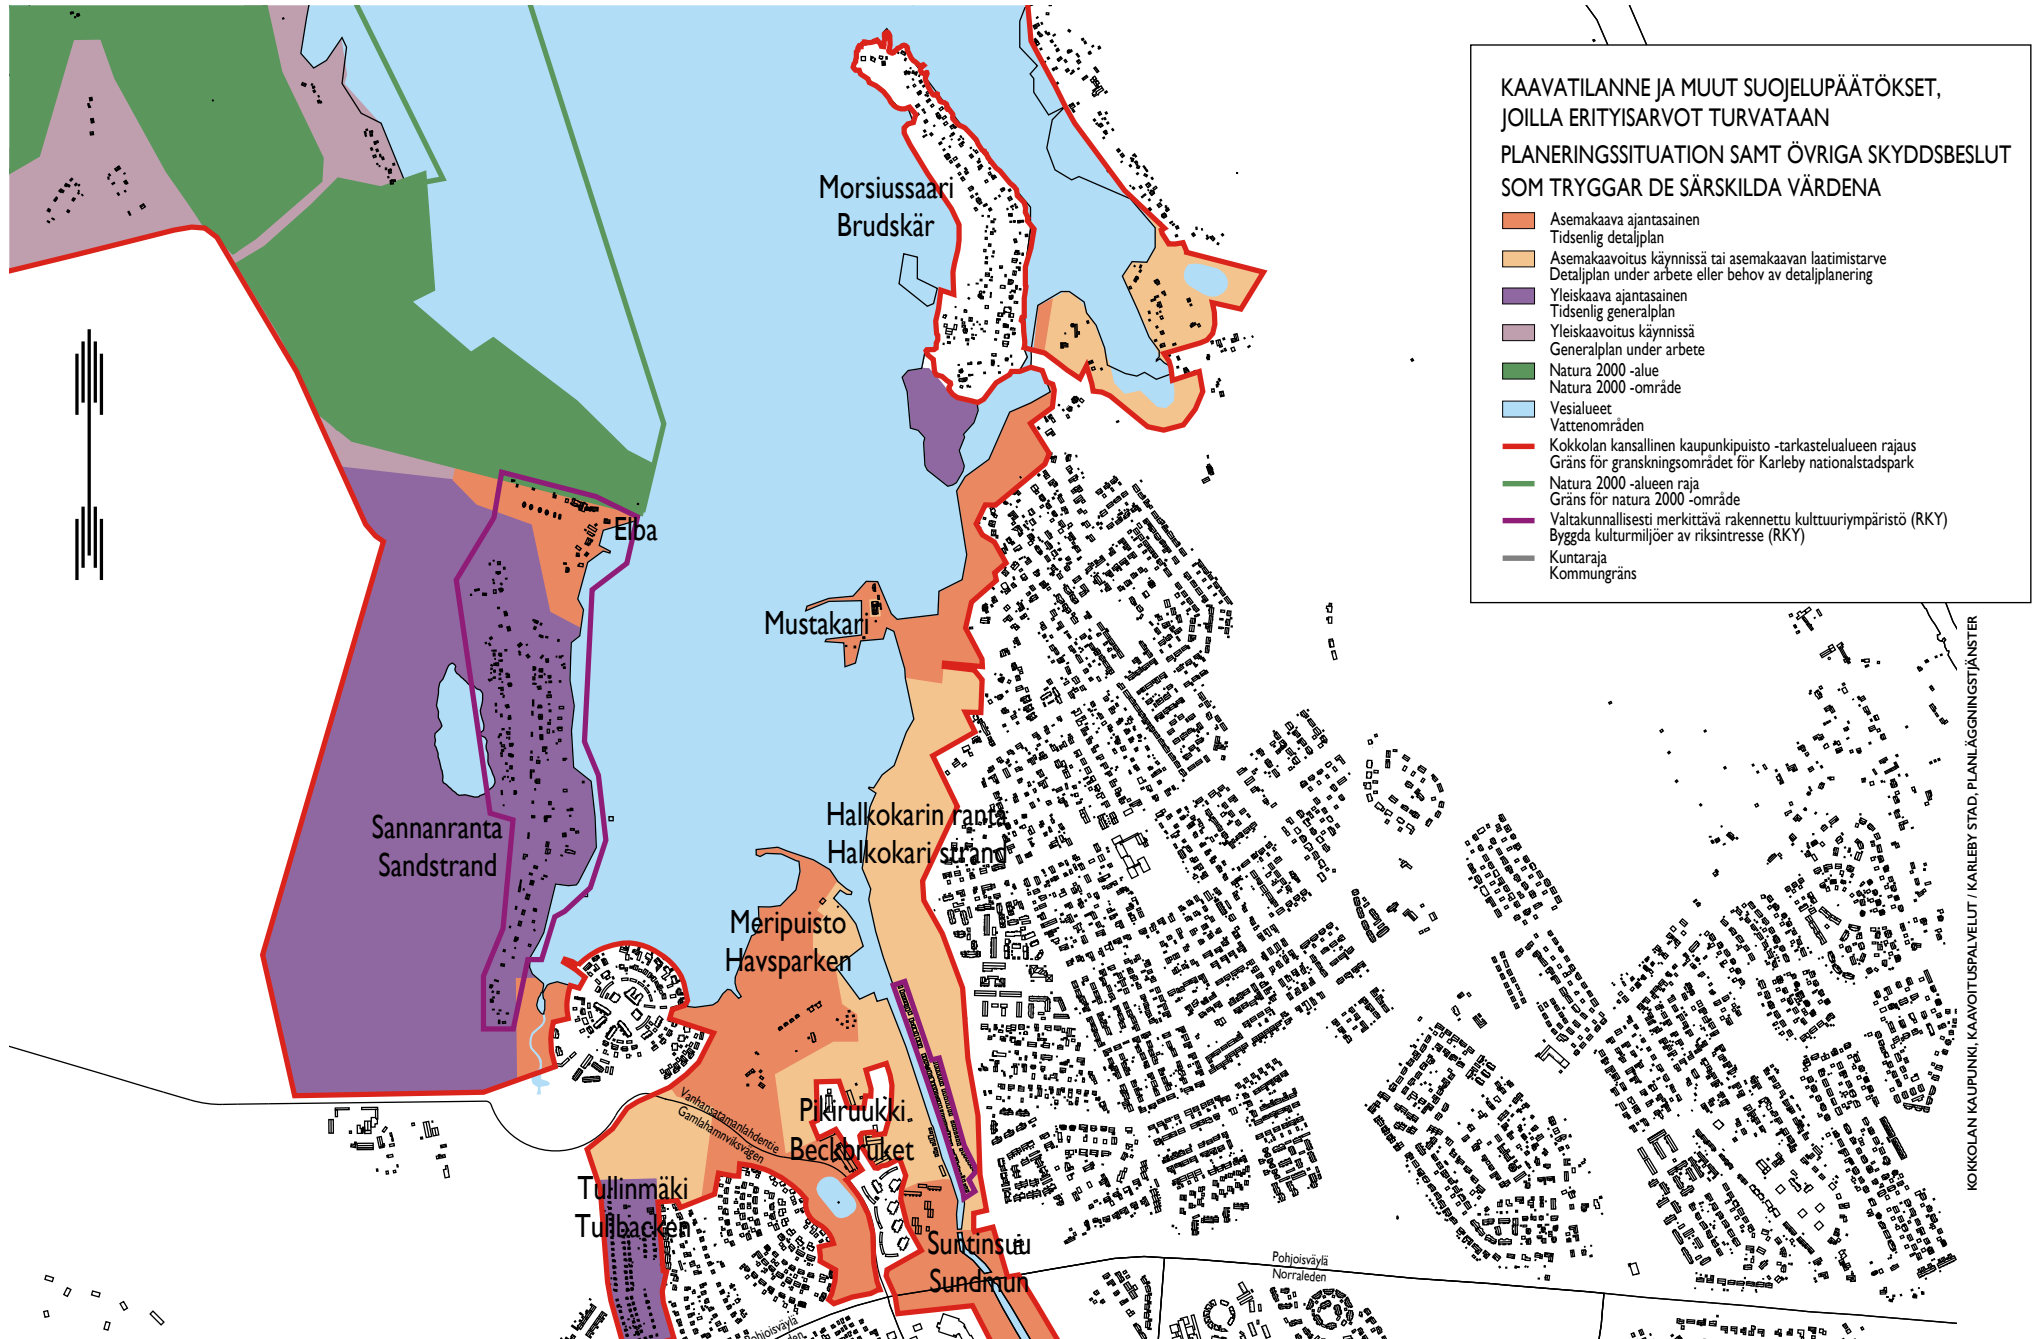 KAAVATILANNE JA MUUT SUOJELUPÄÄTÖKSET,
JOILLA ERITYISARVOT TURVATAAN
PLANERINGSSITUATION SAMT ÖVRIGA SKYDDSBESLUT
SOM TRYGGAR DE SÄRSKILDA VÄRDENA
Asemakaava ajantasainen
Tidsenlig detaljplan
Asemakaavoitus käynnissä tai asemakaavan laatimistarve
Detaljplan under arbete eller behov av detaljplanering
Yleiskaava ajantasainen
Tidsenlig generalplan
Yleiskaavoitus käynnissä
Generalplan under arbete
Natura 2000 -alue
Natura 2000 -område
Vesialueet
Vattenområden
Kokkolan kansallinen kaupunkipuisto -tarkastelualueen rajaus
Gräns för granskningsområdet för Karleby nationalstadspark
Natura 2000 -alueen raja
Gräns för natura 2000 -område
Valtakunnallisesti merkittävä rakennettu kulttuuriympäristö (RKY)
Byggda kulturmiljöer av riksintresse (RKY)
Kuntaraja
Kommungräns
Morsiussaari
Brudskär
Elba
Mustakari
Sannanranta
Sandstrand
Halkokarin ranta
Halkokari strand
Meripuisto
Havsparken
Vanhansatamanlahdentie
Gamlahamnviksvägen
Pikiruukki
Beckbruket
Tullinmäki
Tullbacken
Suntinsuu
Sundmun
Pohjoisväylä
Norraleden
Pohjoisväylä
KOKKOLAN KAUPUNKI, KAAVOITUSPALVELUT / KARLEBY STAD, PLANLÄGGNINGSTJÄNSTER